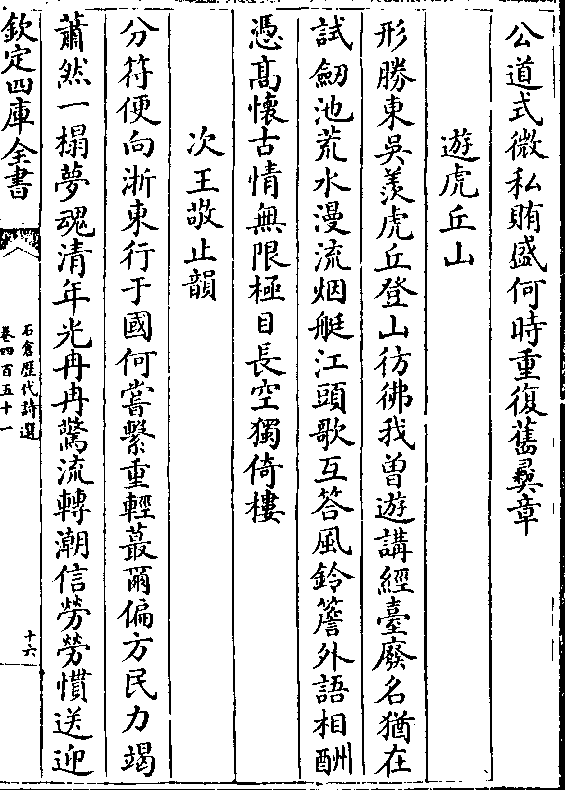 公道式微私賄盛何時重復舊彛章
遊虎丘山
形勝東吳羨虎丘登山彷彿我曾遊講經臺廢名猶在
試劒池荒水漫流烟艇江頭歌互答風鈴簷外語相酬
憑髙懷古情無限極目長空獨倚樓
次王敬止韻
分符便向浙東行于國何嘗繫重輕蕞爾偏方民力竭
蕭然一榻夢魂清年光冉冉驚流轉潮信勞勞慣送迎
欽定四庫全書
石倉歷代詩選
卷四百五十一
十六